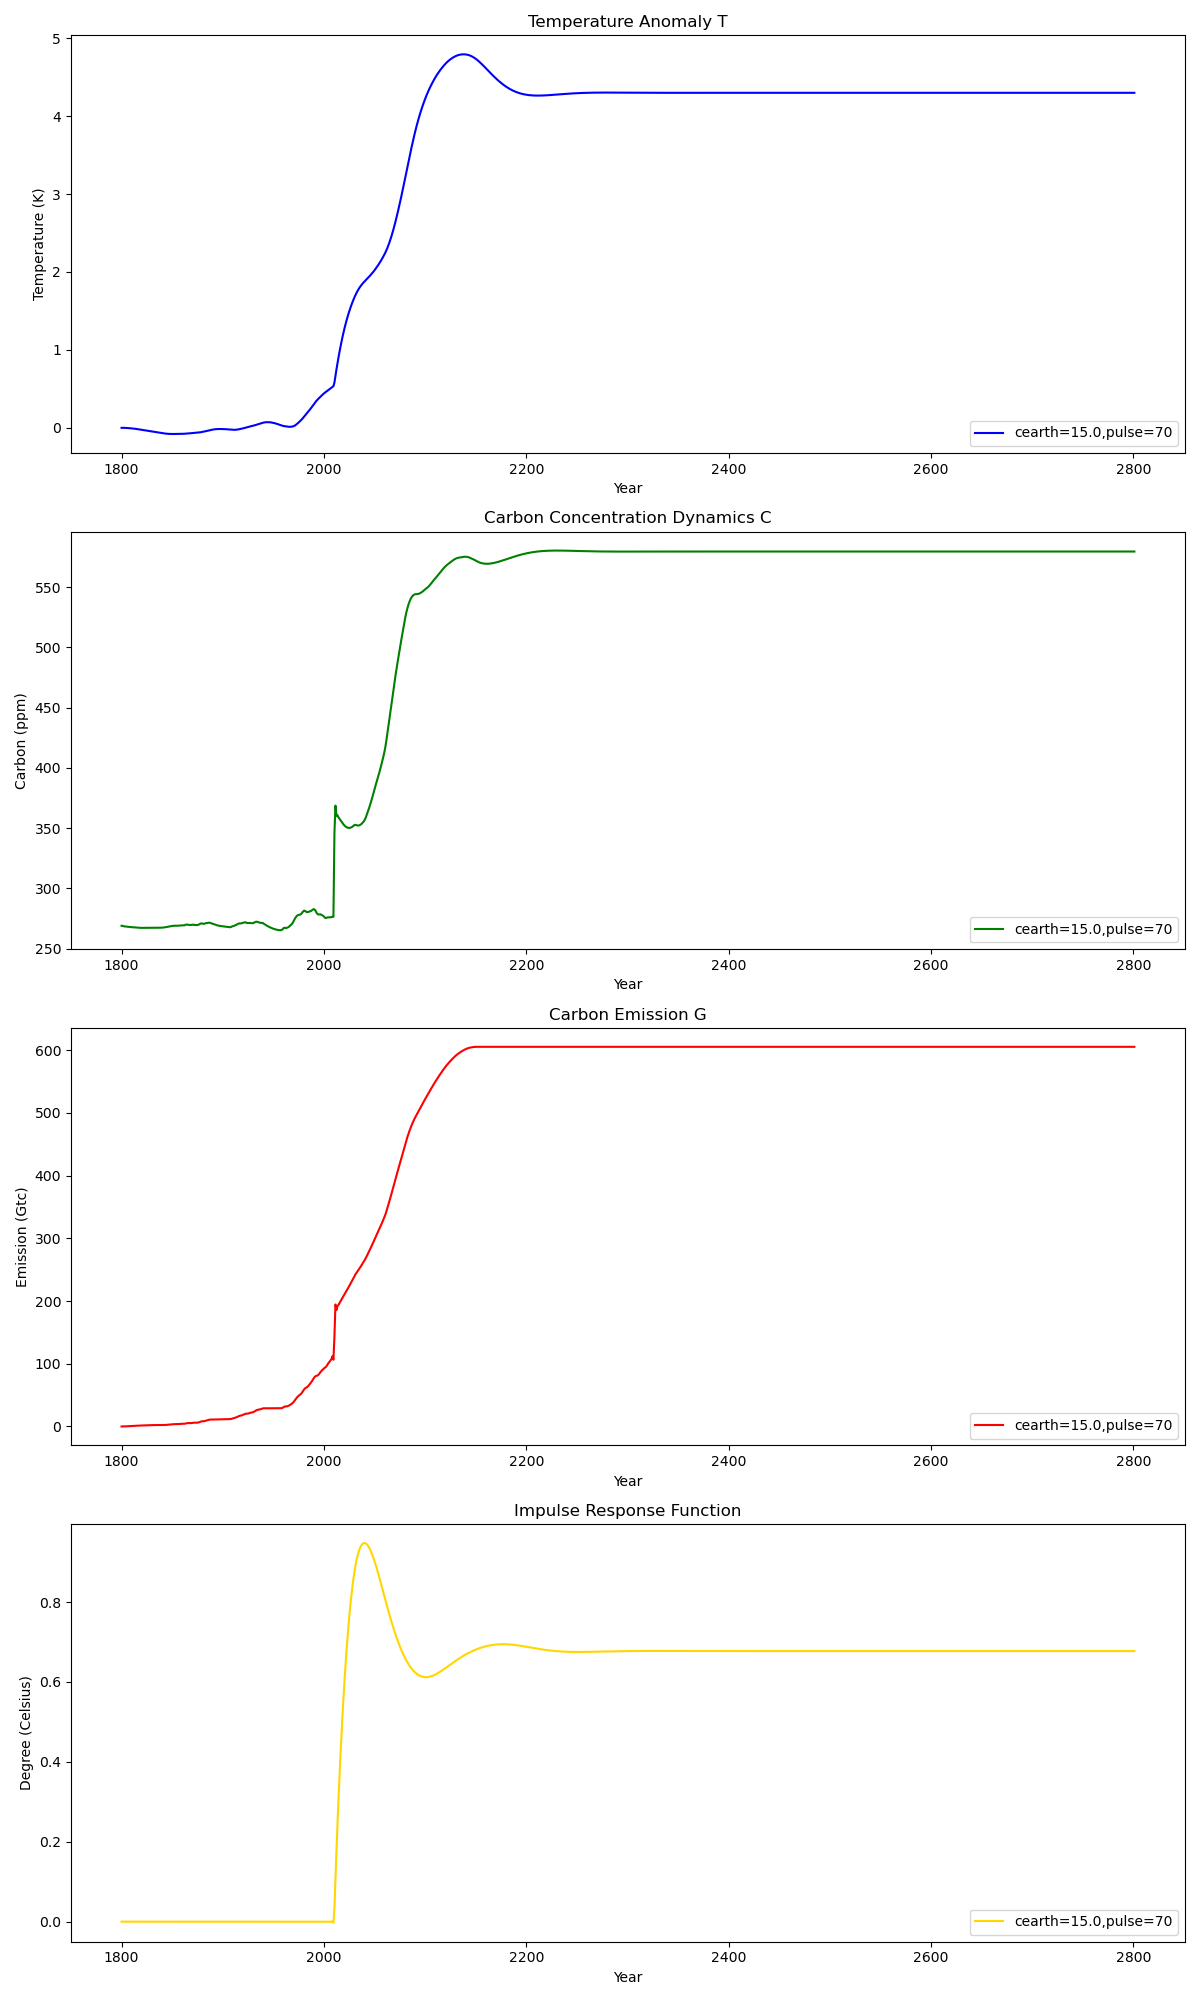 Temperature Anomaly T
5
4
3
2
1
0
Temperature (K)
cearth=15.0,pulse=70
1800 2000 2200 2400 2600 2800
Year
Carbon Concentration Dynamics C
550
500
450
400
350
300
250
Carbon (ppm)
cearth=15.0,pulse=70
1800 2000 2200 2400 2600 2800
Year
Carbon Emission G
600
500
400
300
200
100
0
Emission (Gtc)
cearth=15.0,pulse=70
1800 2000 2200 2400 2600 2800
Year
Impulse Response Function
0.8
0.6
0.4
0.2
0.0
Degree (Celsius)
cearth=15.0,pulse=70
1800 2000 2200 2400 2600 2800
Year